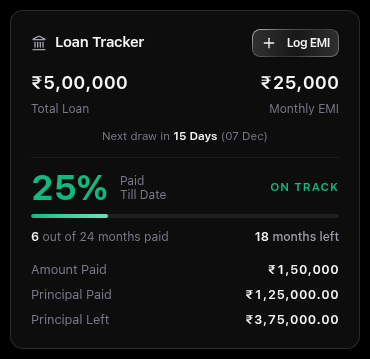 Loan Tracker
+ Log EMI
₹5,00,000 ₹25,000
Total Loan Monthly EMI
Next draw in 15 Days (07 Dec)
25% Paid
Till Date
ON TRACK
6 out of 24 months paid 18 months left
Amount Paid ₹1,50,000
Principal Paid ₹1,25,000.00
Principal Left ₹3,75,000.00